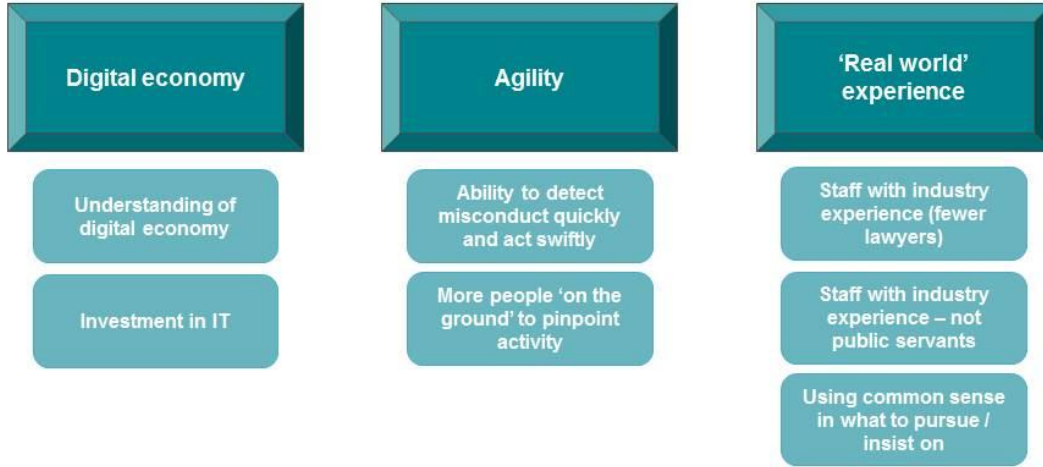 Digital economy
Understanding of
digital economy
Investment in IT
Agility
Ability to detect
misconduct quickly
and act swiftly
More people ‘on the
ground’ to pinpoint
activity
‘Real world’
experience
Staff with industry
experience (fewer
lawyers)
Staff with industry
experience – not
public servants
Using common sense
in what to pursue /
insist on